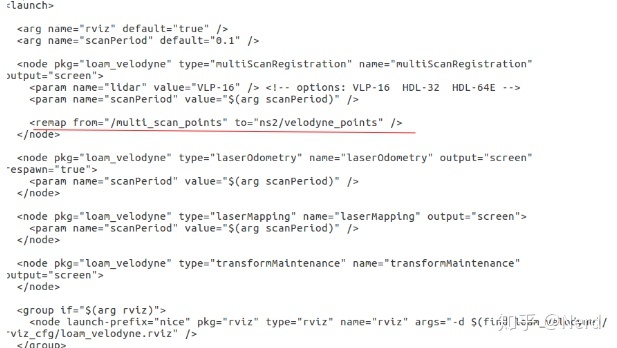 <launch>
<arg name="rviz" default="true" />
<arg name="scanPeriod" default="0.1" />
<node pkg="loam_velodyne" type="multiScanRegistration" name="multiScanRegistration"
output="screen">
<param name="lidar" value="VLP-16" /> <!-- options: VLP-16  HDL-32  HDL-64E -->
<param name="scanPeriod" value="$(arg scanPeriod)" />
<remap from="/multi_scan_points" to="ns2/velodyne_points" />
</node>
<node pkg="loam_velodyne" type="laserOdometry" name="laserOdometry" output="screen"
respawn="true">
<param name="scanPeriod" value="$(arg scanPeriod)" />
</node>
<node pkg="loam_velodyne" type="laserMapping" name="laserMapping" output="screen">
<param name="scanPeriod" value="$(arg scanPeriod)" />
</node>
<node pkg="loam_velodyne" type="transformMaintenance" name="transformMaintenance"
output="screen">
</node>
<group if="$(arg rviz)">
<node launch-prefix="nice" pkg="rviz" type="rviz" name="rviz" args="-d $(find loam_velodyne)/
rviz_cfg/loam_velodyne.rviz" />
</group>
知乎 @Nerd